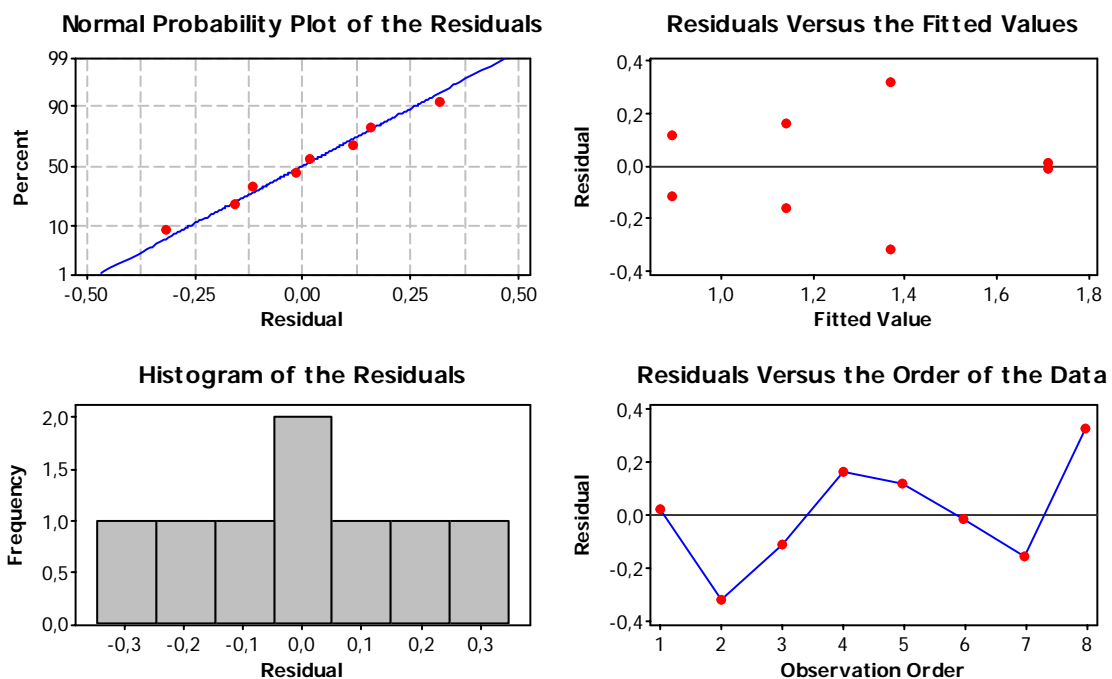 Normal Probability Plot of the Residuals
99
90
50
10
1
Percent
-0,50 -0,25 0,00 0,25 0,50
Residual
Residuals Versus the Fitted Values
0,4
0,2
0,0
-0,2
-0,4
Residual
1,0 1,2 1,4 1,6 1,8
Fitted Value
Histogram of the Residuals
2,0
1,5
1,0
0,5
0,0
Frequency
-0,3 -0,2 -0,1 0,0 0,1 0,2 0,3
Residual
Residuals Versus the Order of the Data
0,4
0,2
0,0
-0,2
-0,4
Residual
1 2 3 4 5 6 7 8
Observation Order